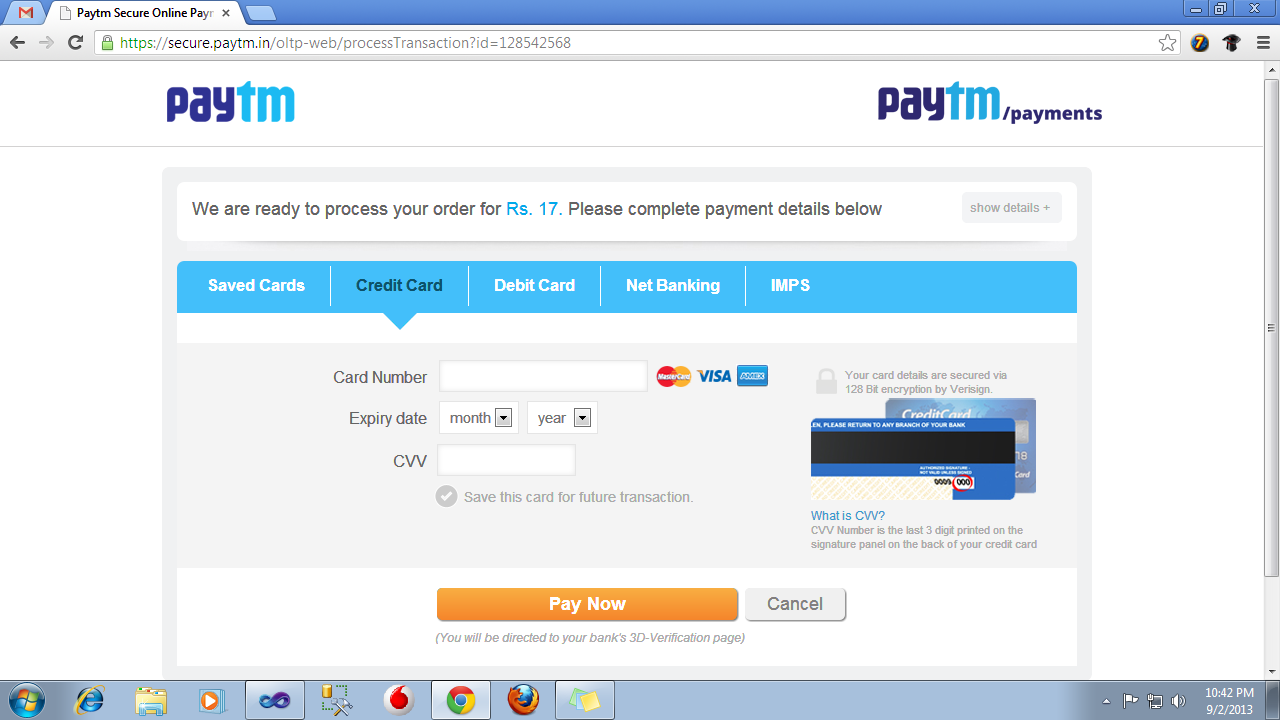 Paytm Secure Online Payr
https://secure.paytm.in/oltp-web/processTransaction?id=128542568
paytm
paytm/payments
We are ready to process your order for Rs. 17. Please complete payment details below
show details +
Saved Cards Credit Card Debit Card Net Banking IMPS
Card Number
MasterCard VISA AMEX
Expiry date month year
CVV
Save this card for future transaction.
Your card details are secured via
128 Bit encryption by Verisign.
CreditCard
LEN, PLEASE RETURN TO ANY BRANCH OF YOUR BANK
AUTHORIZED SIGNATURE -
NOT VALID UNLESS SIGNED
0009 000
18
Card
What is CVV?
CVV Number is the last 3 digit printed on the
signature panel on the back of your credit card
Pay Now Cancel
(You will be directed to your bank's 3D-Verification page)
10:42 PM
9/2/2013